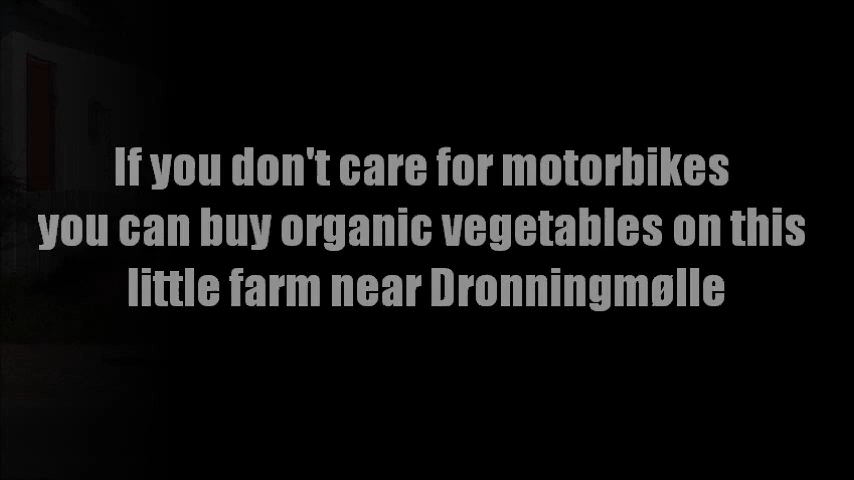 If you don't care for motorbikes
you can buy organic vegetables on this
little farm near Dronningmølle